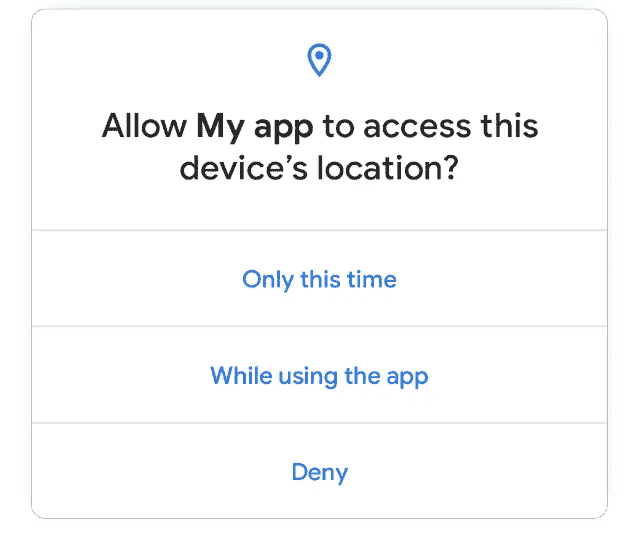 Allow My app to access this
device’s location?
Only this time
While using the app
Deny